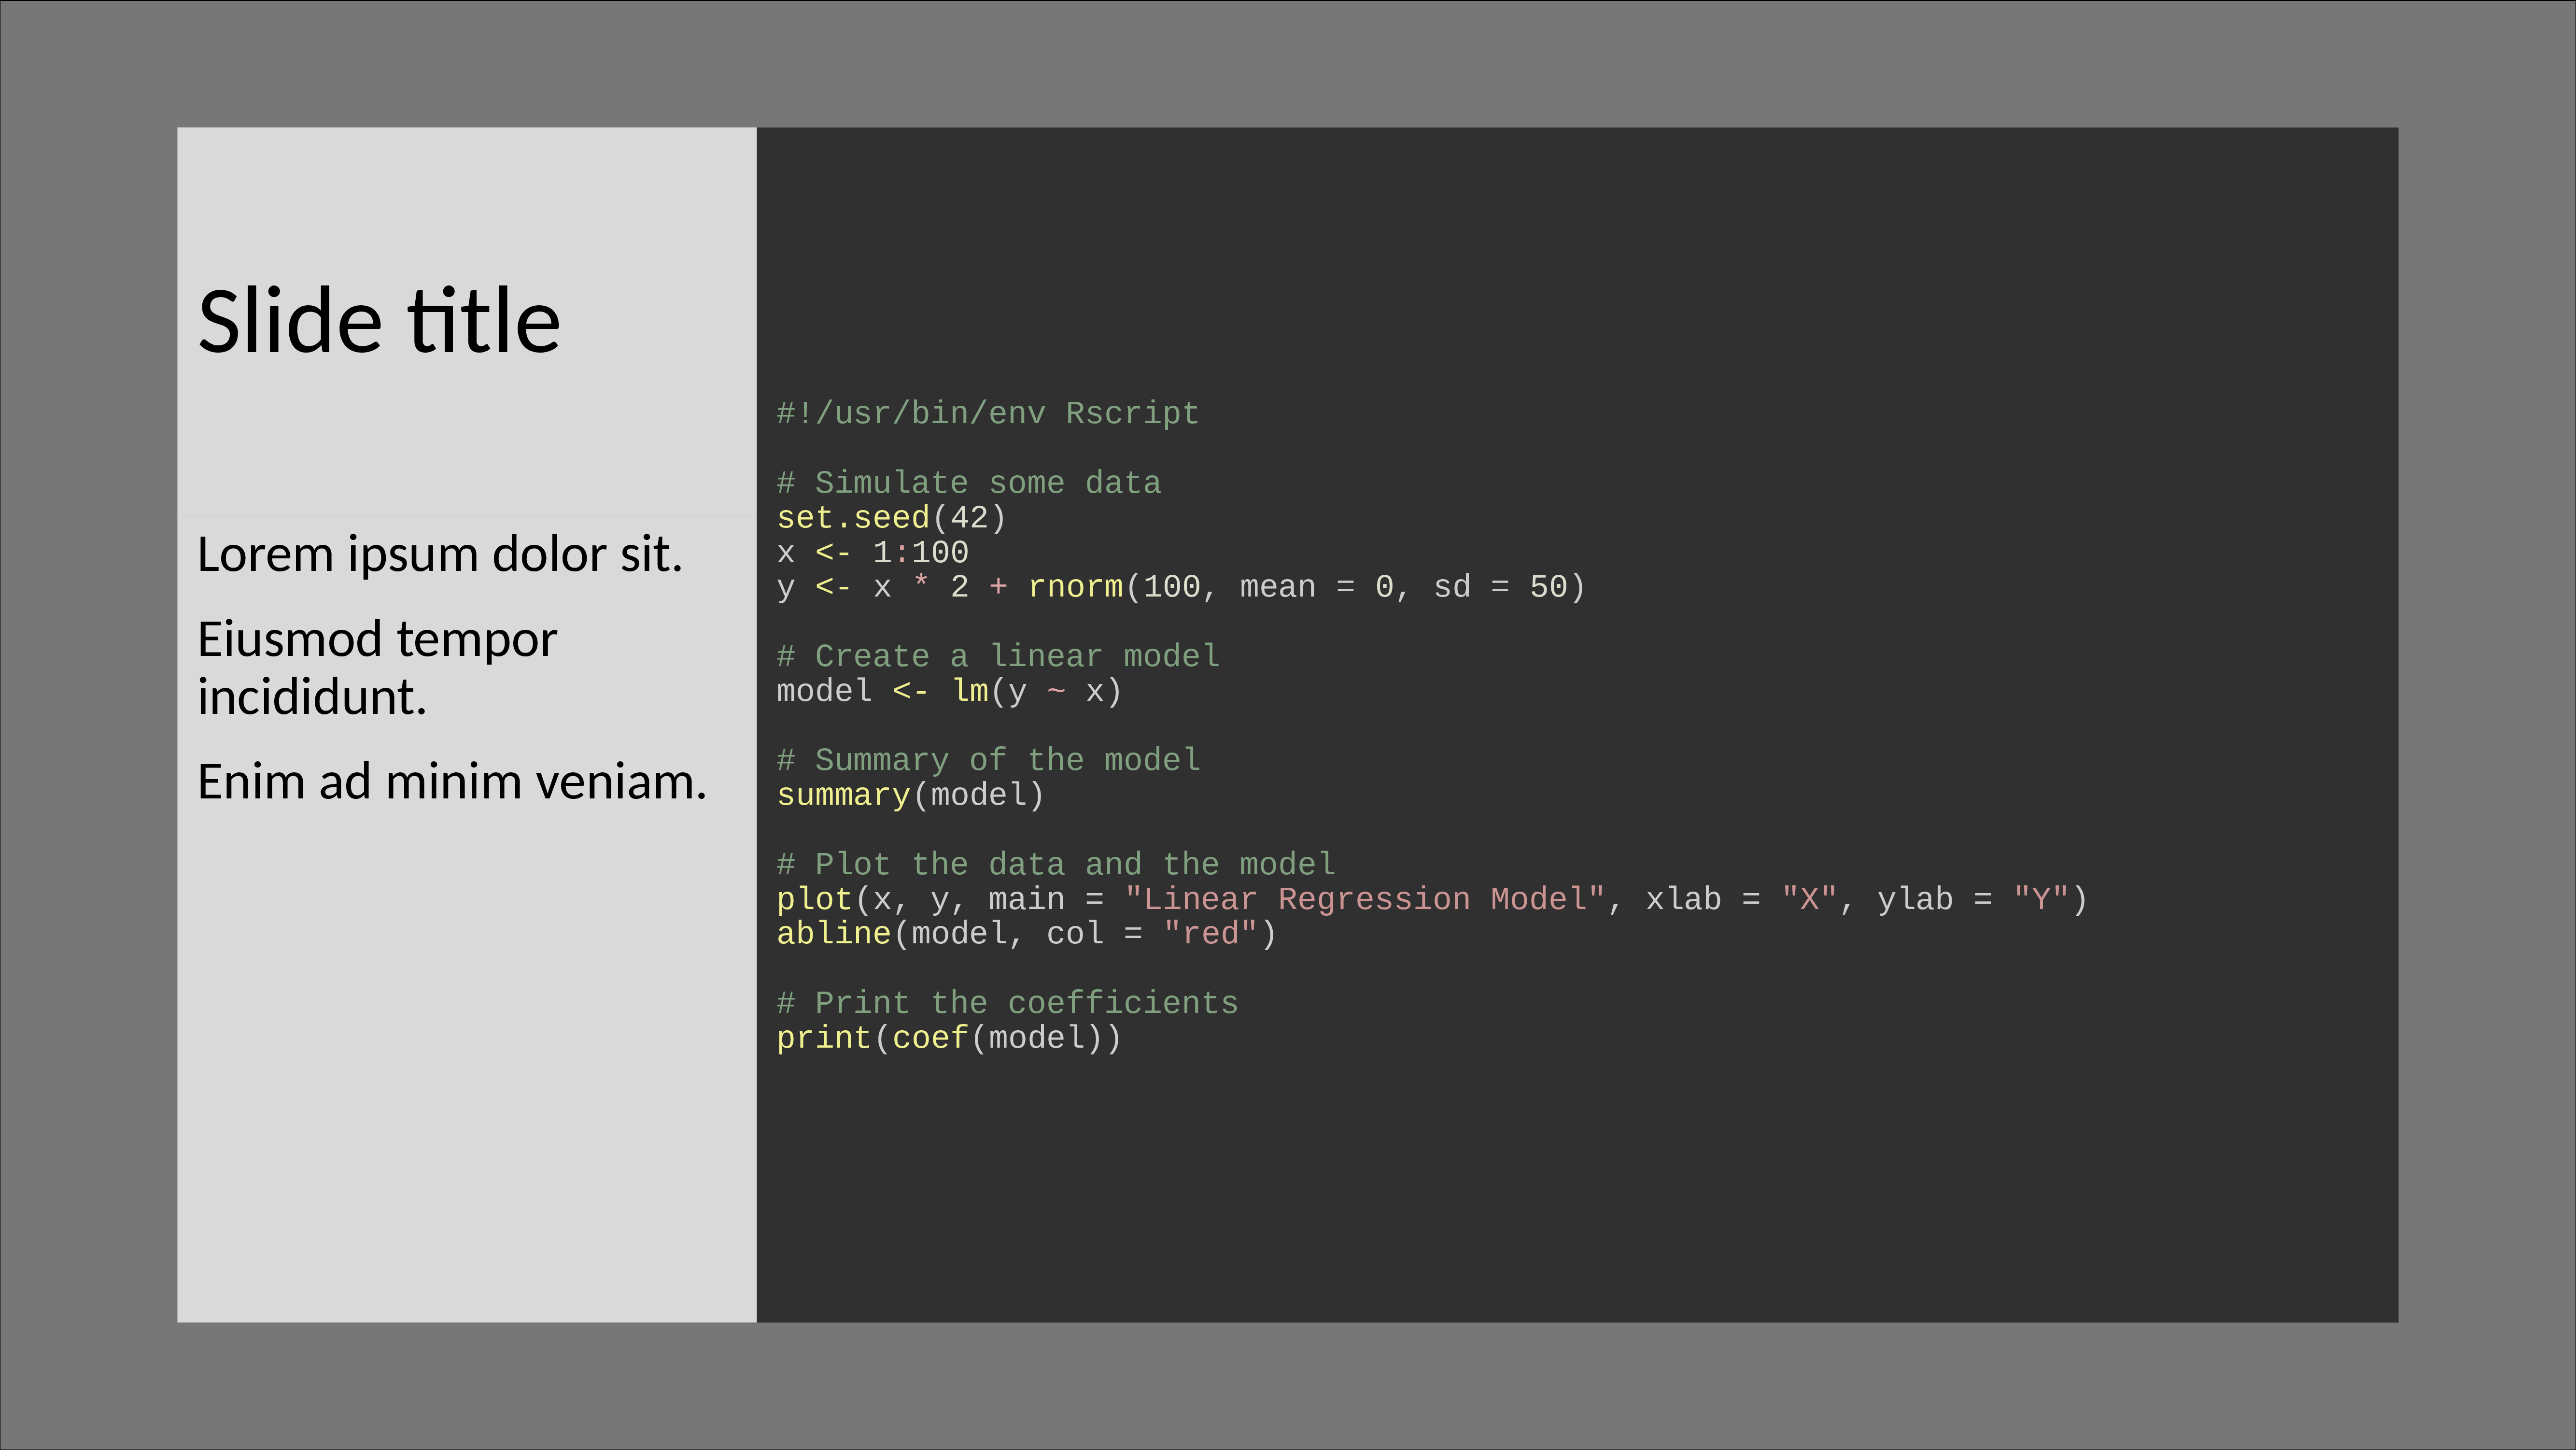 Slide title
Lorem ipsum dolor sit.
Eiusmod tempor
incididunt.
Enim ad minim veniam.
#!/usr/bin/env Rscript
# Simulate some data
set.seed(42)
x <- 1:100
y <- x * 2 + rnorm(100, mean = 0, sd = 50)
# Create a linear model
model <- lm(y ~ x)
# Summary of the model
summary(model)
# Plot the data and the model
plot(x, y, main = "Linear Regression Model", xlab = "X", ylab = "Y")
abline(model, col = "red")
# Print the coefficients
print(coef(model))